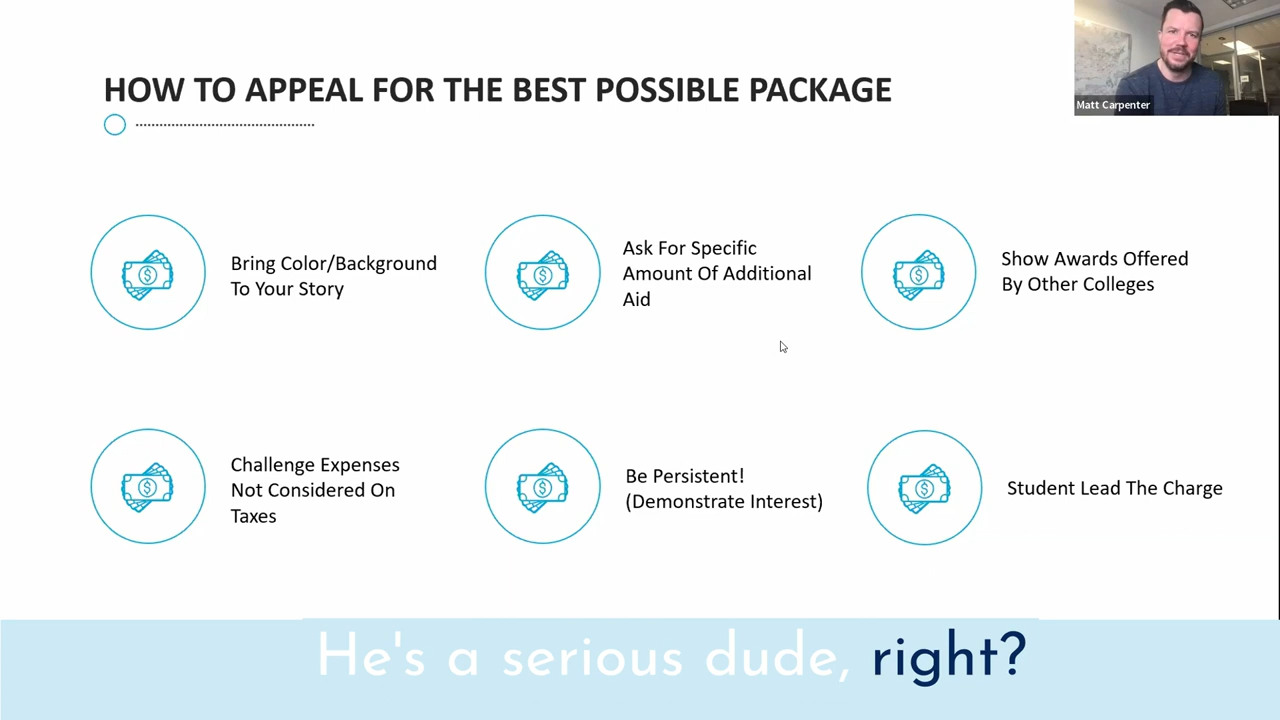 Matt Carpenter
HOW TO APPEAL FOR THE BEST POSSIBLE PACKAGE
Bring Color/Background
To Your Story
Ask For Specific
Amount Of Additional
Aid
Show Awards Offered
By Other Colleges
Challenge Expenses
Not Considered On
Taxes
Be Persistent!
(Demonstrate Interest)
Student Lead The Charge
He's a serious dude, right?